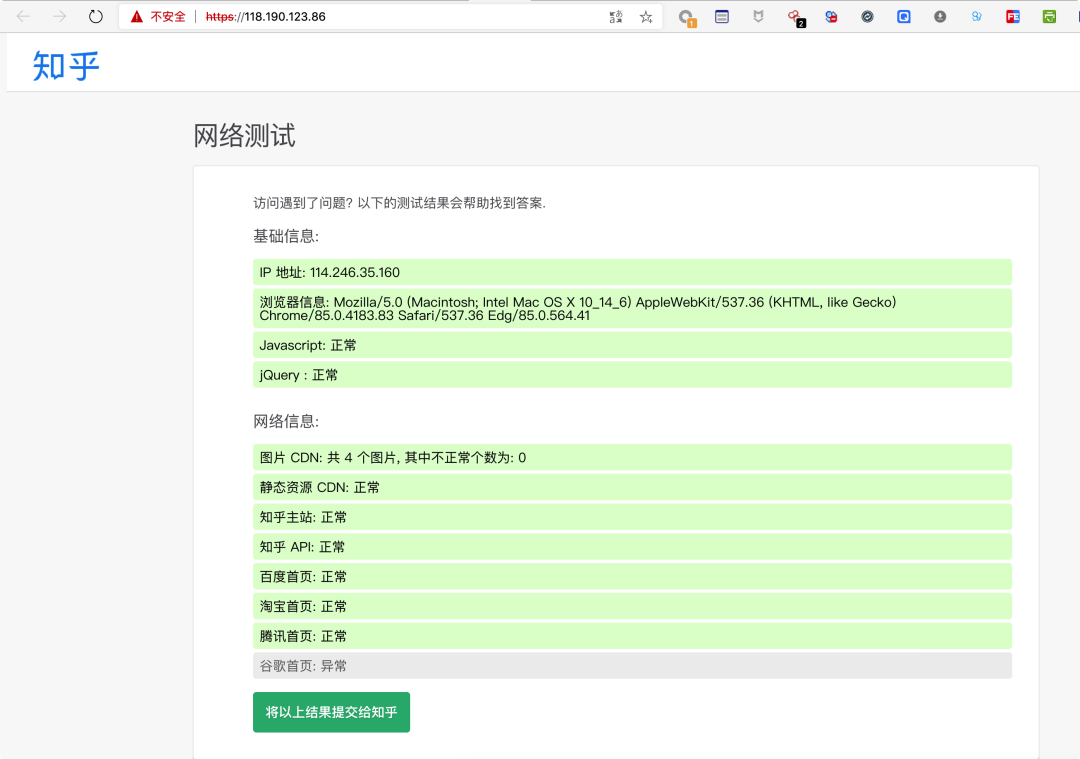 不安全 https://118.190.123.86
1
2
FE
知乎
网络测试
访问遇到了问题? 以下的测试结果会帮助找到答案.
基础信息:
IP 地址: 114.246.35.160
浏览器信息: Mozilla/5.0 (Macintosh; Intel Mac OS X 10_14_6) AppleWebKit/537.36 (KHTML, like Gecko)
Chrome/85.0.4183.83 Safari/537.36 Edg/85.0.564.41
Javascript: 正常
jQuery : 正常
网络信息:
图片 CDN: 共 4 个图片, 其中不正常个数为: 0
静态资源 CDN: 正常
知乎主站: 正常
知乎 API: 正常
百度首页: 正常
淘宝首页: 正常
腾讯首页: 正常
谷歌首页: 异常
将以上结果提交给知乎